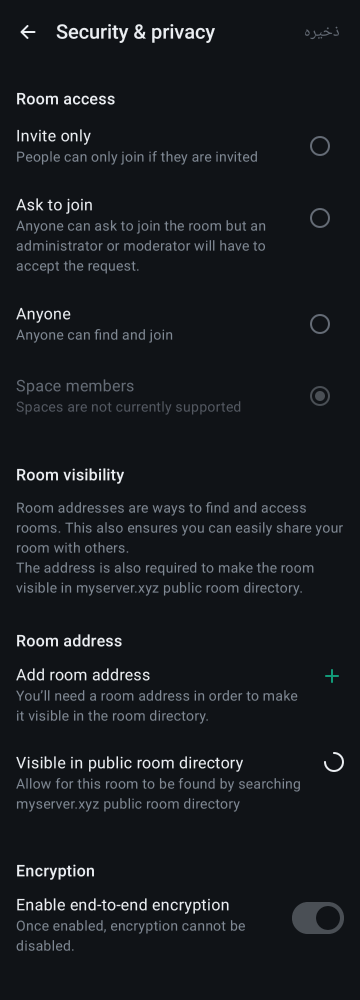 Security & privacy
ذخیره
Room access
Invite only
People can only join if they are invited
Ask to join
Anyone can ask to join the room but an
administrator or moderator will have to
accept the request.
Anyone
Anyone can find and join
Space members
Spaces are not currently supported
Room visibility
Room addresses are ways to find and access
rooms. This also ensures you can easily share your
room with others.
The address is also required to make the room
visible in myserver.xyz public room directory.
Room address
Add room address
You’ll need a room address in order to make
it visible in the room directory.
Visible in public room directory
Allow for this room to be found by searching
myserver.xyz public room directory
Encryption
Enable end-to-end encryption
Once enabled, encryption cannot be
disabled.